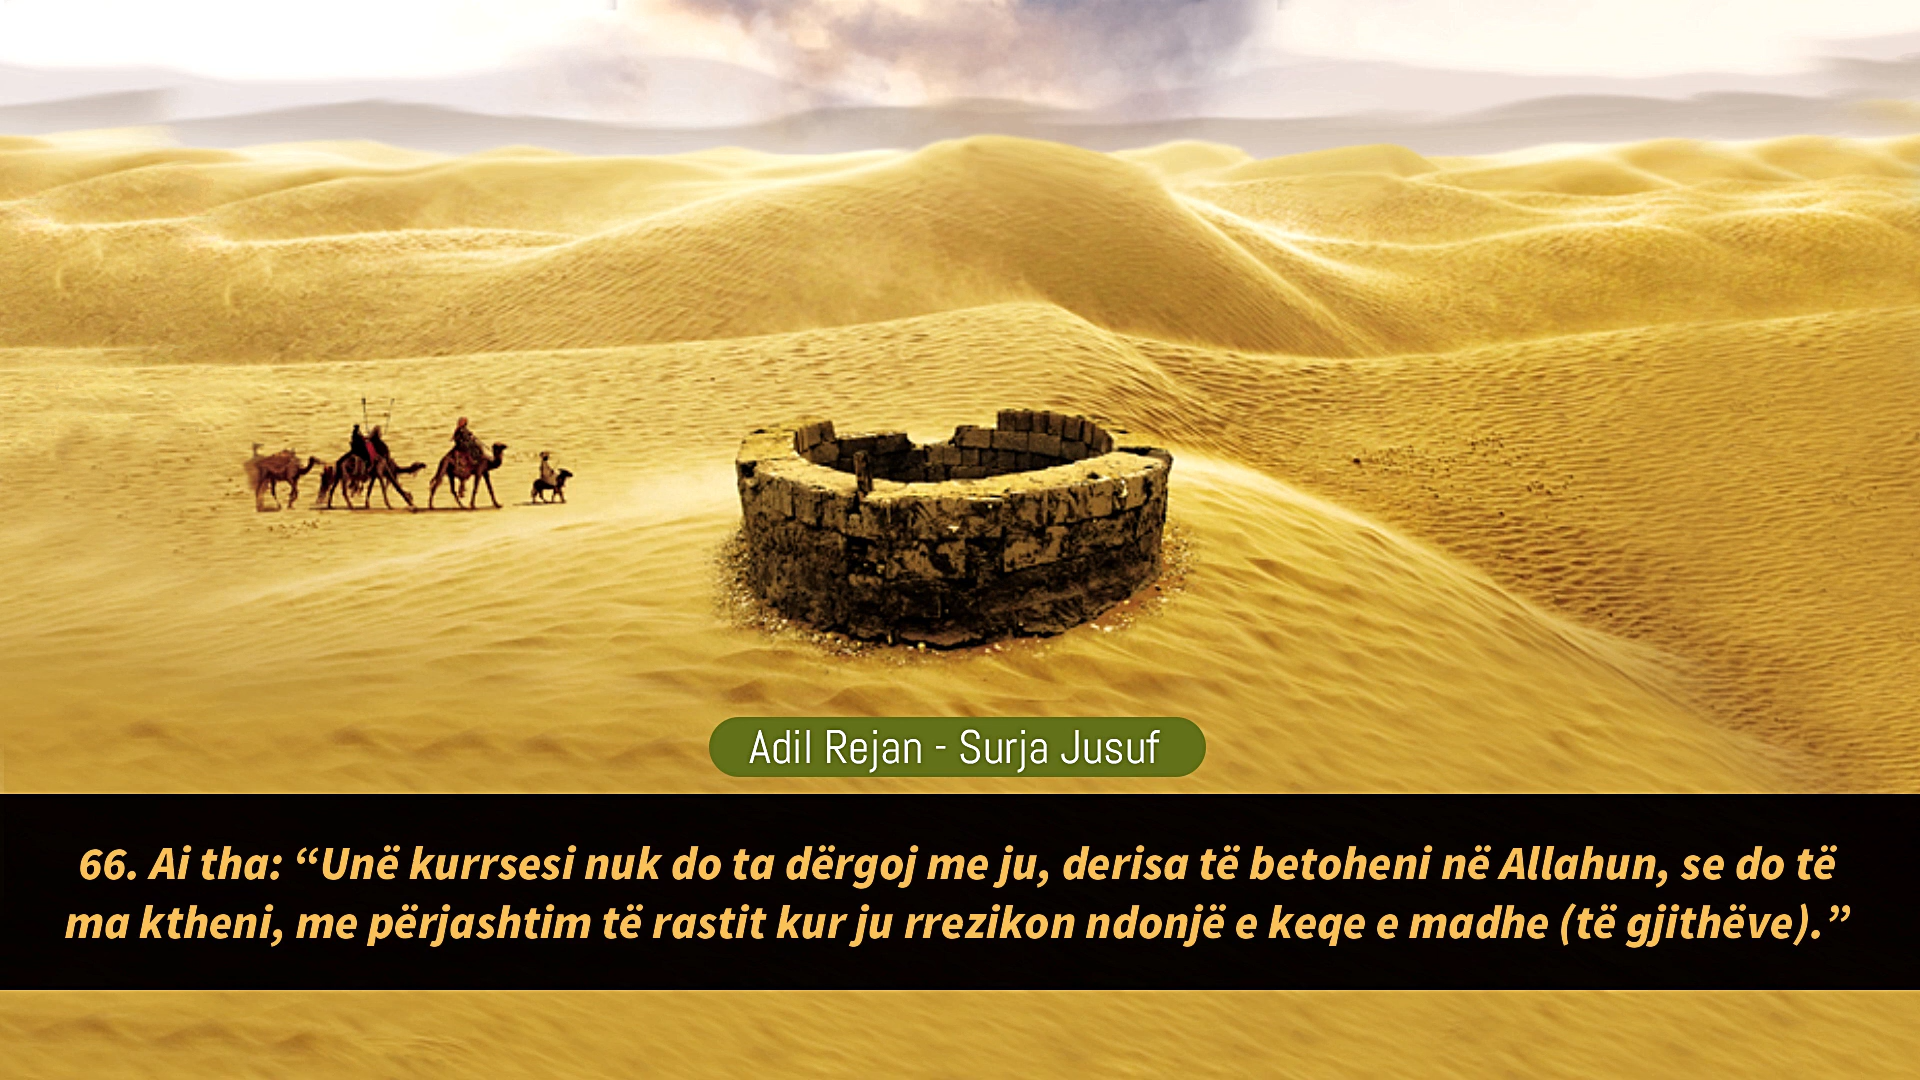 Adil Rejan - Surja Jusuf
66. Ai tha: “Unë kurrsesi nuk do ta dërgoj me ju, derisa të betoheni në Allahun, se do të
ma ktheni, me përjashtim të rastit kur ju rrezikon ndonjë e keqe e madhe (të gjithëve).”